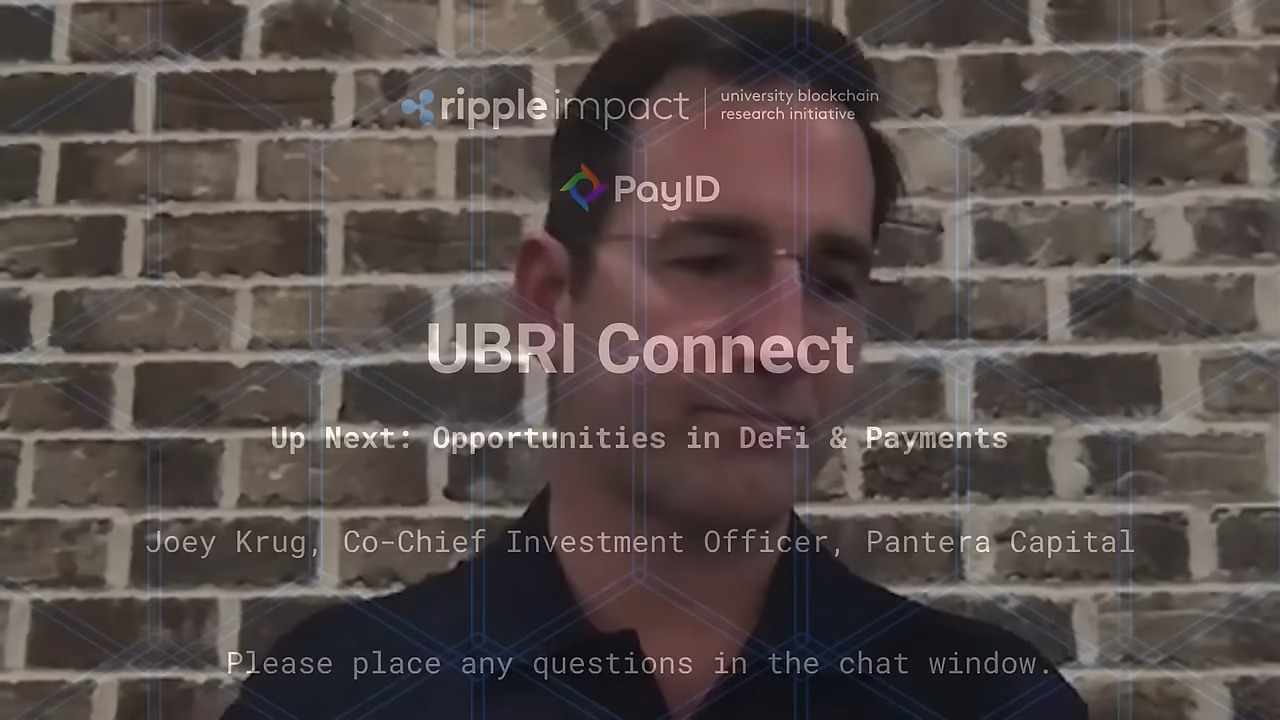 ripple impact | university blockchain
research initiative
PayID
UBRI Connect
Up Next: Opportunities in DeFi & Payments
Joey Krug, Co-Chief Investment Officer, Pantera Capital
Please place any questions in the chat window.